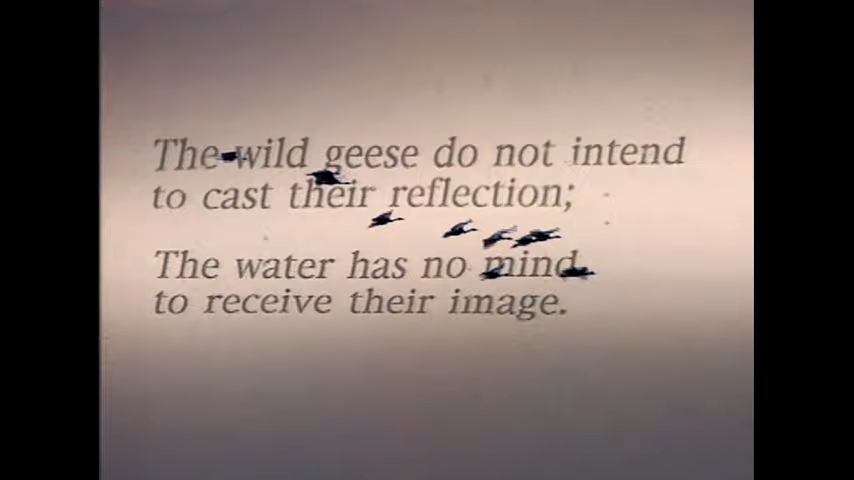 The wild geese do not intend
to cast their reflection;
The water has no mind
to receive their image.